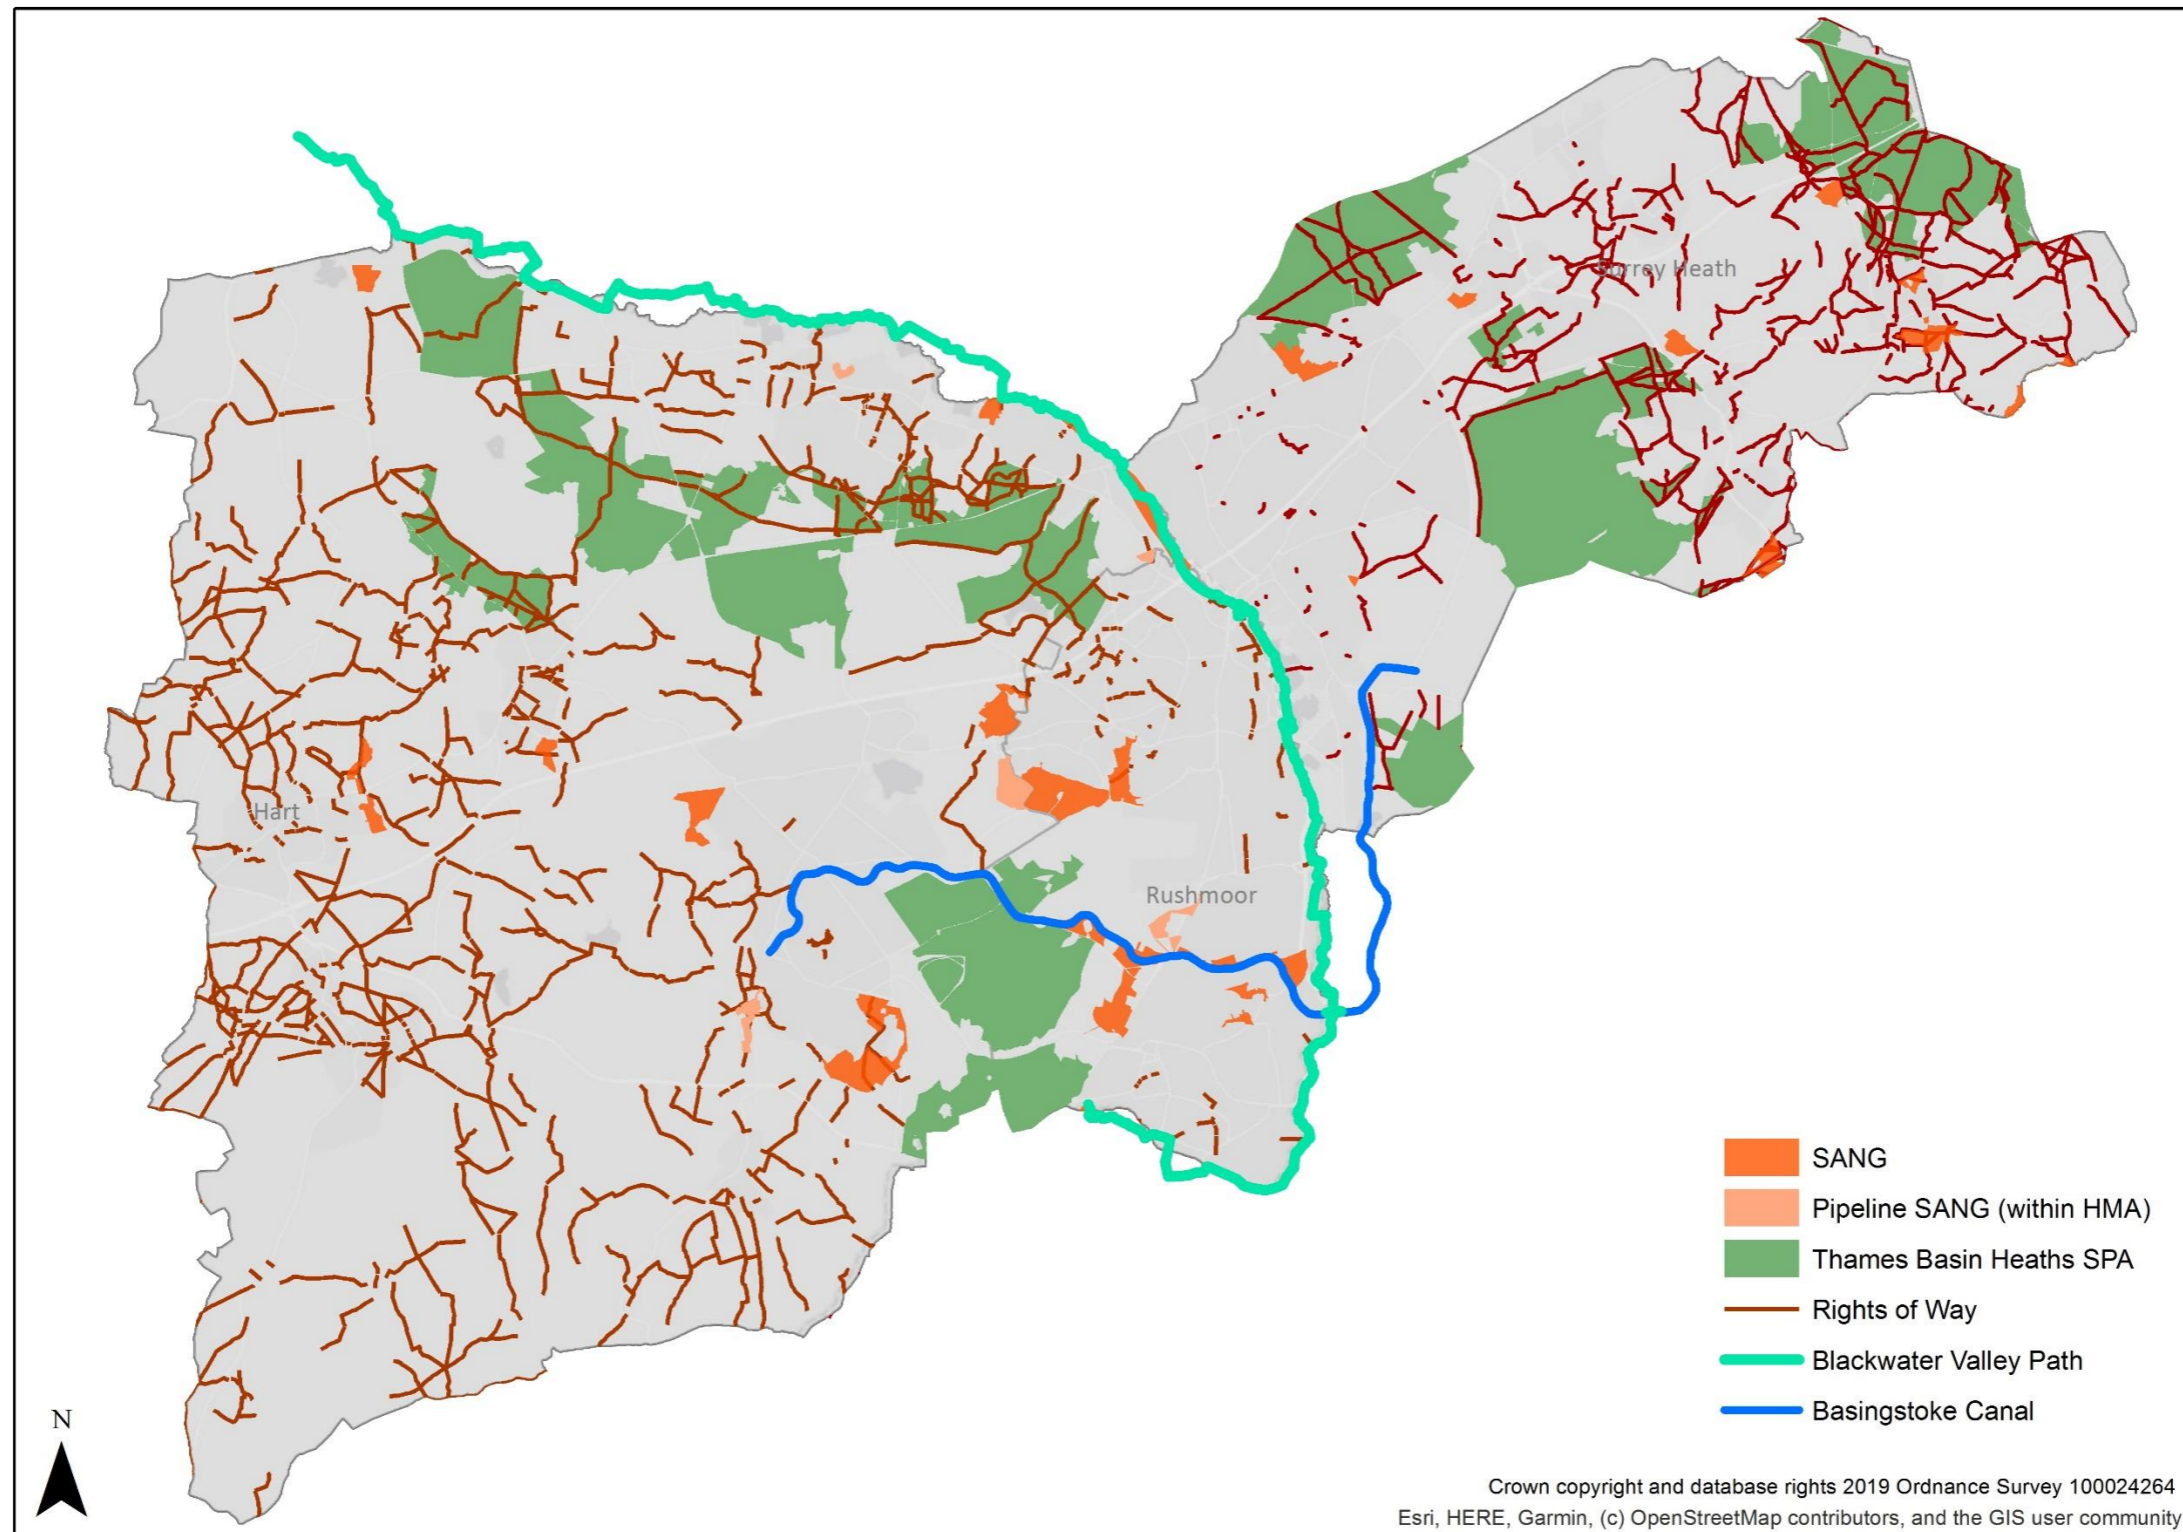 Surrey Heath
Hart
Rushmoor
SANG
Pipeline SANG (within HMA)
Thames Basin Heaths SPA
Rights of Way
Blackwater Valley Path
Basingstoke Canal
N
Crown copyright and database rights 2019 Ordnance Survey 100024264
Esri, HERE, Garmin, (c) OpenStreetMap contributors, and the GIS user community